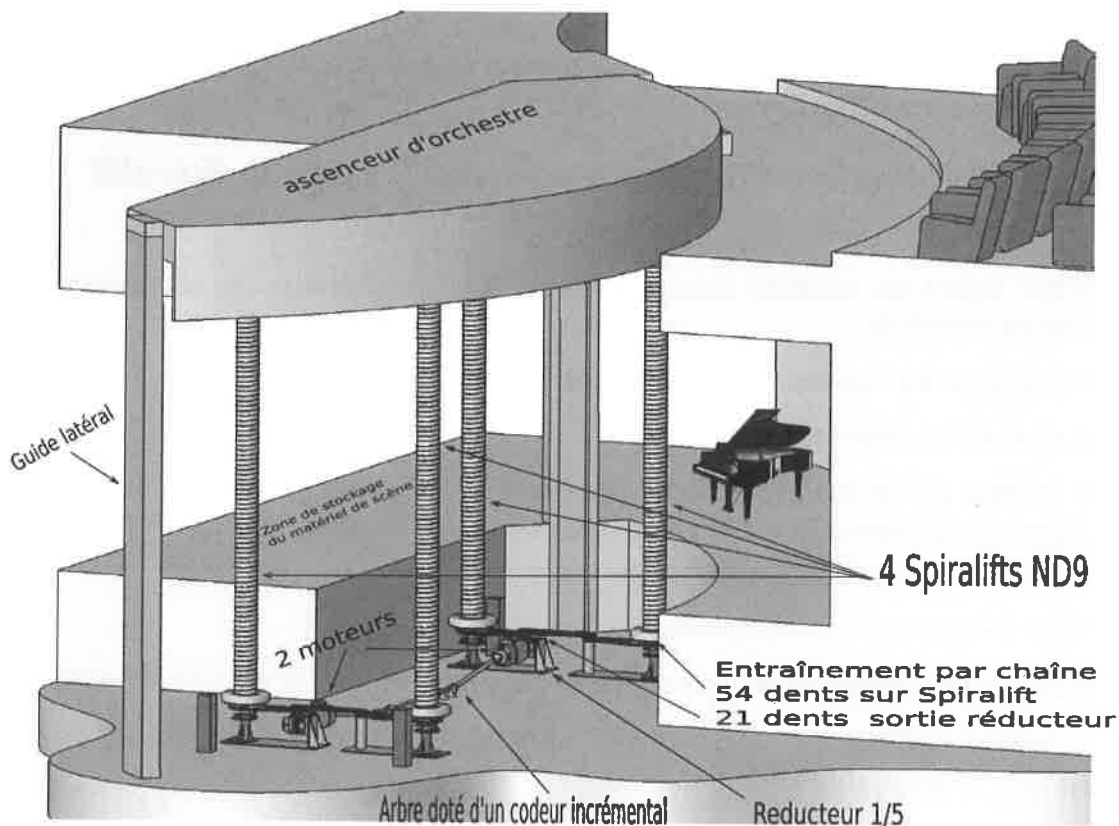 ascenceur d'orchestre
Guide latéral
Zone de stockage
du matériel de scène
4 Spiralifts ND9
2 moteurs
Entraînement par chaîne
54 dents sur Spiralift
21 dents sortie réducteur
Arbre doté d'un codeur incrémental
Reducteur 1/5